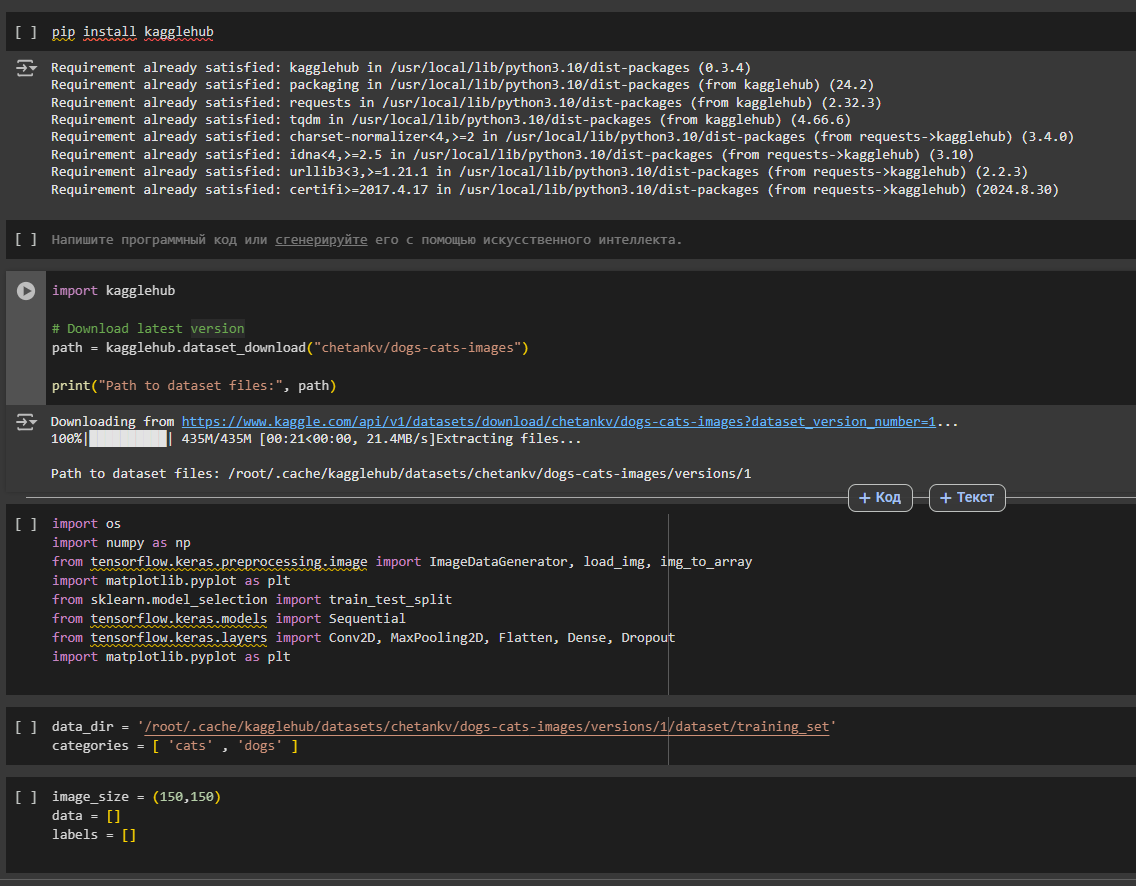 [ ] pip install kagglehub
Requirement already satisfied: kagglehub in /usr/local/lib/python3.10/dist-packages (0.3.4)
Requirement already satisfied: packaging in /usr/local/lib/python3.10/dist-packages (from kagglehub) (24.2)
Requirement already satisfied: requests in /usr/local/lib/python3.10/dist-packages (from kagglehub) (2.32.3)
Requirement already satisfied: tqdm in /usr/local/lib/python3.10/dist-packages (from kagglehub) (4.66.6)
Requirement already satisfied: charset-normalizer<4,>=2 in /usr/local/lib/python3.10/dist-packages (from requests->kagglehub) (3.4.0)
Requirement already satisfied: idna<4,>=2.5 in /usr/local/lib/python3.10/dist-packages (from requests->kagglehub) (3.10)
Requirement already satisfied: urllib3<3,>=1.21.1 in /usr/local/lib/python3.10/dist-packages (from requests->kagglehub) (2.2.3)
Requirement already satisfied: certifi>=2017.4.17 in /usr/local/lib/python3.10/dist-packages (from requests->kagglehub) (2024.8.30)
[ ] Напишите программный код или сгенерируйте его с помощью искусственного интеллекта.
import kagglehub
# Download latest version
path = kagglehub.dataset_download("chetankv/dogs-cats-images")
print("Path to dataset files:", path)
Downloading from https://www.kaggle.com/api/v1/datasets/download/chetankv/dogs-cats-images?dataset_version_number=1...
100%|██████████| 435M/435M [00:21<00:00, 21.4MB/s]Extracting files...
Path to dataset files: /root/.cache/kagglehub/datasets/chetankv/dogs-cats-images/versions/1
+ Код + Текст
[ ] import os
import numpy as np
from tensorflow.keras.preprocessing.image import ImageDataGenerator, load_img, img_to_array
import matplotlib.pyplot as plt
from sklearn.model_selection import train_test_split
from tensorflow.keras.models import Sequential
from tensorflow.keras.layers import Conv2D, MaxPooling2D, Flatten, Dense, Dropout
import matplotlib.pyplot as plt
[ ] data_dir = '/root/.cache/kagglehub/datasets/chetankv/dogs-cats-images/versions/1/dataset/training_set'
categories = [ 'cats' , 'dogs' ]
[ ] image_size = (150,150)
data = []
labels = []